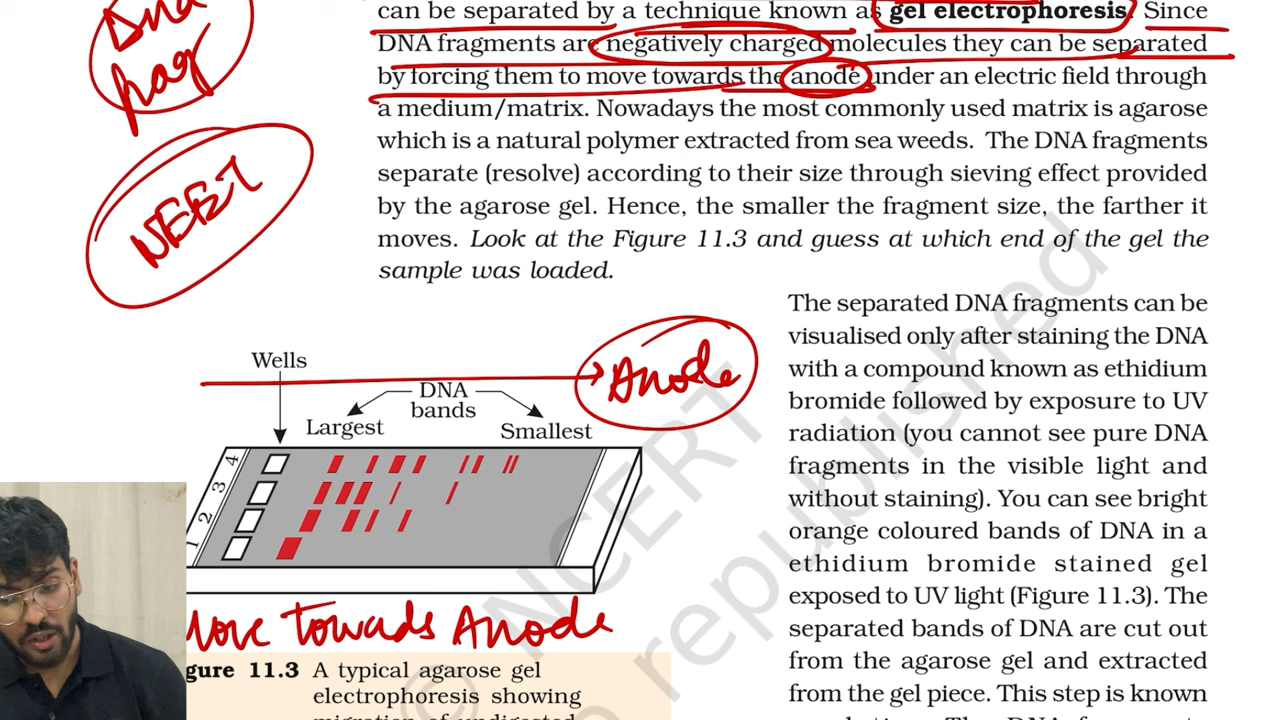 can be separated by a technique known as gel electrophoresis. Since
DNA fragments are negatively charged molecules they can be separated
by forcing them to move towards the anode under an electric field through
a medium/matrix. Nowadays the most commonly used matrix is agarose
which is a natural polymer extracted from sea weeds. The DNA fragments
separate (resolve) according to their size through sieving effect provided
by the agarose gel. Hence, the smaller the fragment size, the farther it
moves. Look at the Figure 11.3 and guess at which end of the gel the
sample was loaded.
DNA
frag
NEET
Wells
DNA
bands
Largest
Smallest
Anode
4
3
2
1
Move towads Anode
gure 11.3 A typical agarose gel
electrophoresis showing
migration of undigested
The separated DNA fragments can be
visualised only after staining the DNA
with a compound known as ethidium
bromide followed by exposure to UV
radiation (you cannot see pure DNA
fragments in the visible light and
without staining). You can see bright
orange coloured bands of DNA in a
ethidium bromide stained gel
exposed to UV light (Figure 11.3). The
separated bands of DNA are cut out
from the agarose gel and extracted
from the gel piece. This step is known
© NCERT
republished